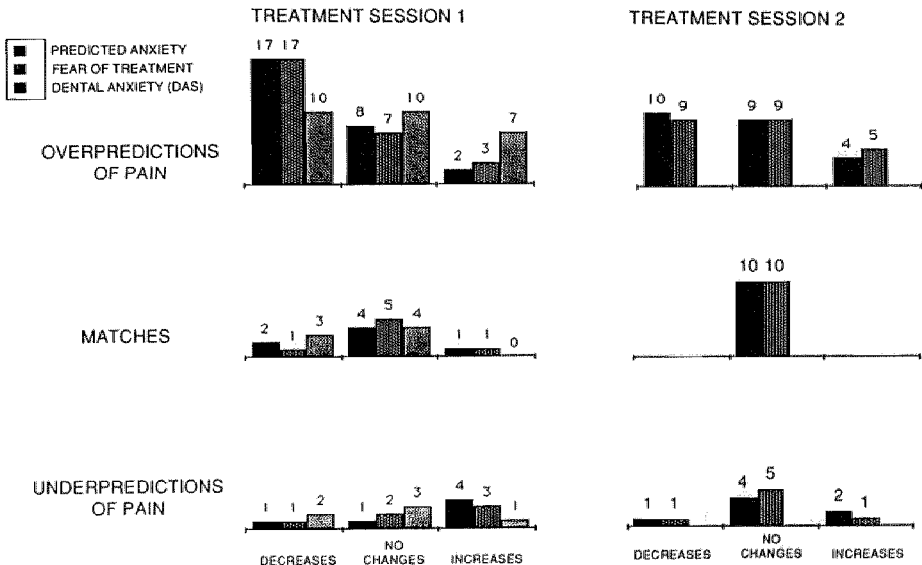 TREATMENT SESSION 1
TREATMENT SESSION 2
PREDICTED ANXIETY
FEAR OF TREATMENT
DENTAL ANXIETY (DAS)
OVERPREDICTIONS
OF PAIN
17 17 10 8 7 10 2 3 7
10 9 9 9 4 5
MATCHES
2 1 3 4 5 4 1 1 0
10 10
UNDERPREDICTIONS
OF PAIN
1 1 2 1 2 3 4 3 1
1 1 4 5 2 1
DECREASES
NO
CHANGES
INCREASES
DECREASES
NO
CHANGES
INCREASES